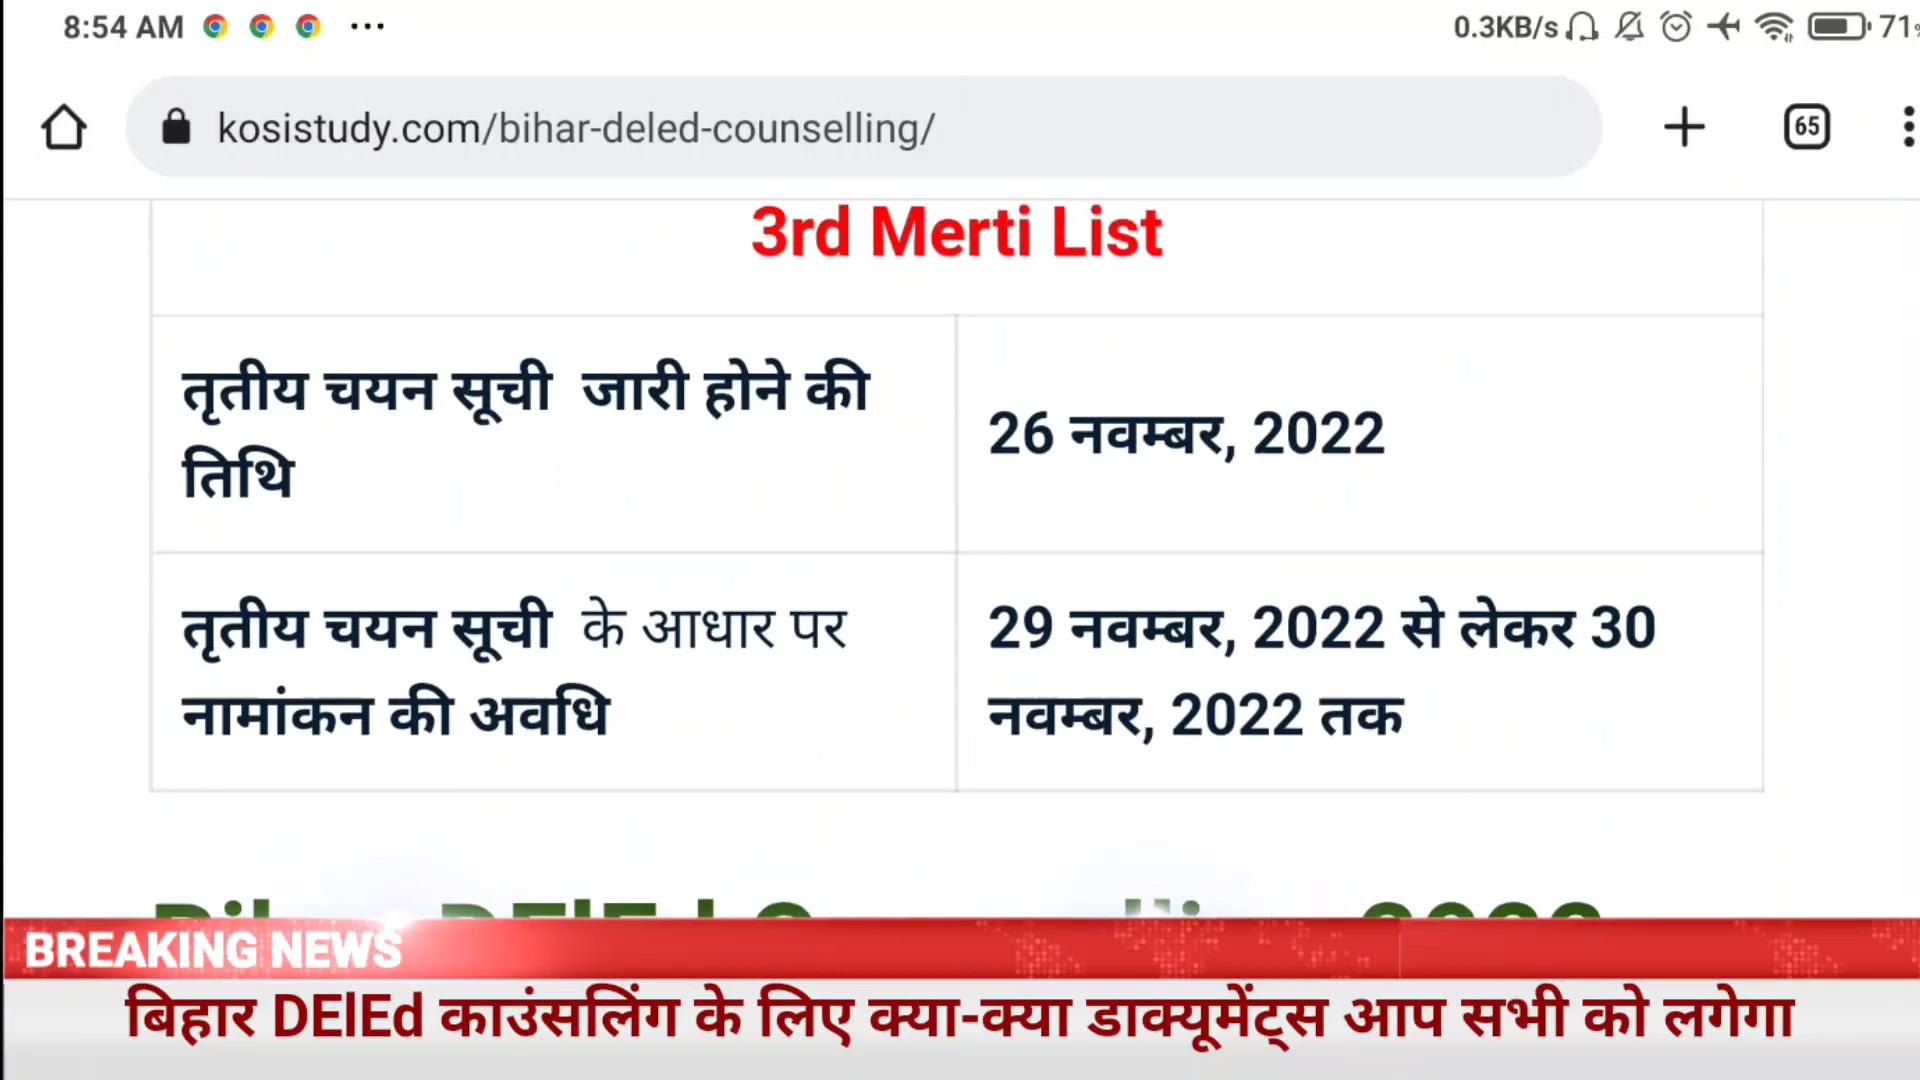 8:54 AM ... 0.3KB/s 71
kosistudy.com/bihar-deled-counselling/ 65
3rd Merti List
तृतीय चयन सूची जारी होने की
तिथि
26 नवम्बर, 2022
तृतीय चयन सूची के आधार पर
नामांकन की अवधि
29 नवम्बर, 2022 से लेकर 30
नवम्बर, 2022 तक
BREAKING NEWS
बिहार DElEd काउंसलिंग के लिए क्या-क्या डाक्यूमेंट्स आप सभी को लगेगा